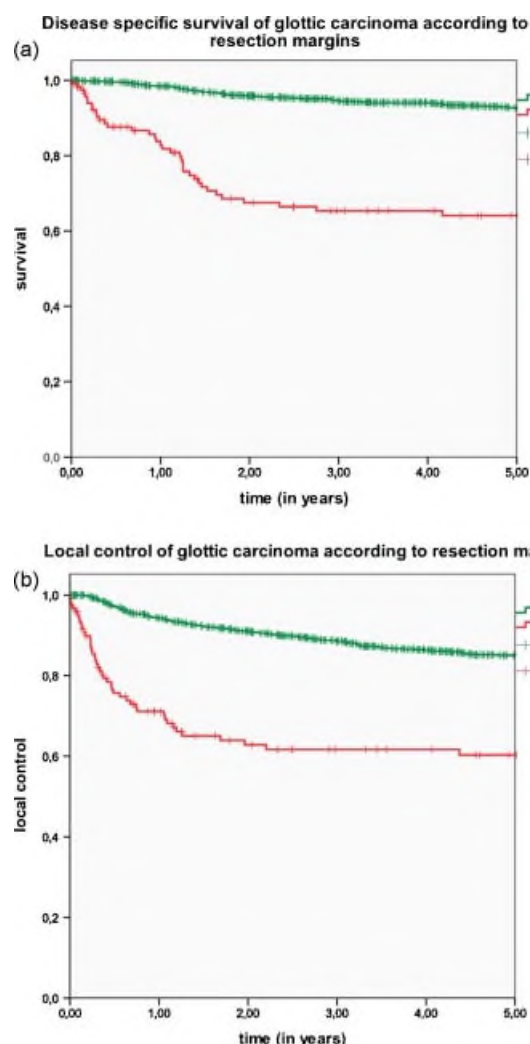 Disease specific survival of glottic carcinoma according to
resection margins
(a)
1,0
0,8
0,6
0,4
0,2
0,0
survival
0,00 1,00 2,00 3,00 4,00 5,00
time (in years)
Local control of glottic carcinoma according to resection
(b)
1,0
0,8
0,6
0,4
0,2
0,0
local control
0,00 1,00 2,00 3,00 4,00 5,00
time (in years)